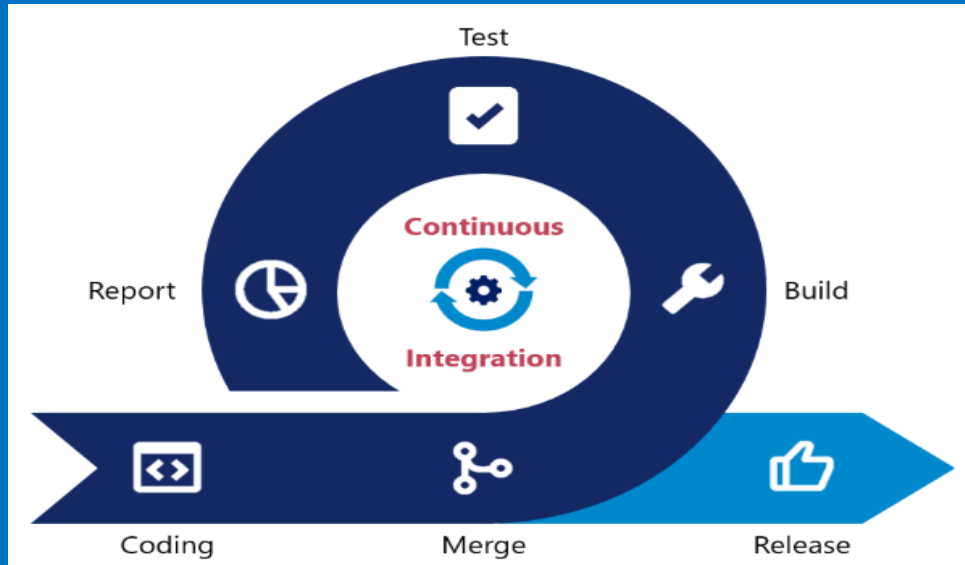 Test
Continuous
Report
Build
Integration
Coding
Merge
Release